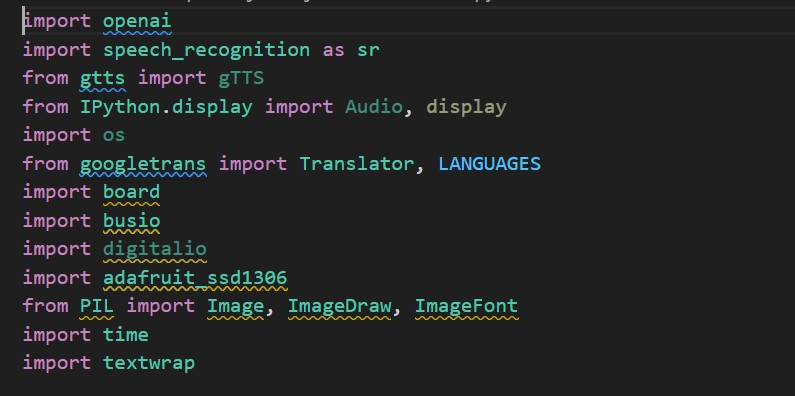 import openai
import speech_recognition as sr
from gtts import gTTS
from IPython.display import Audio, display
import os
from googletrans import Translator, LANGUAGES
import board
import busio
import digitalio
import adafruit_ssd1306
from PIL import Image, ImageDraw, ImageFont
import time
import textwrap